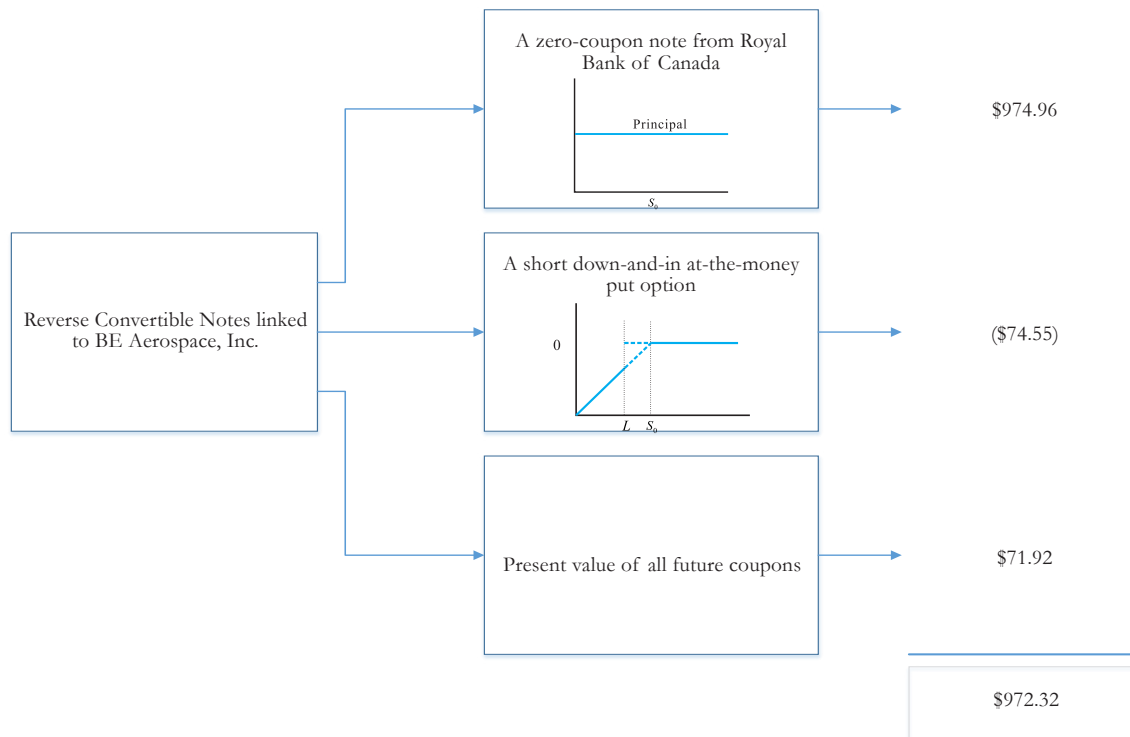 A zero-coupon note from Royal
Bank of Canada
Principal
S₀
$974.96
Reverse Convertible Notes linked
to BE Aerospace, Inc.
A short down-and-in at-the-money
put option
0
L S₀
($74.55)
Present value of all future coupons
$71.92
$972.32